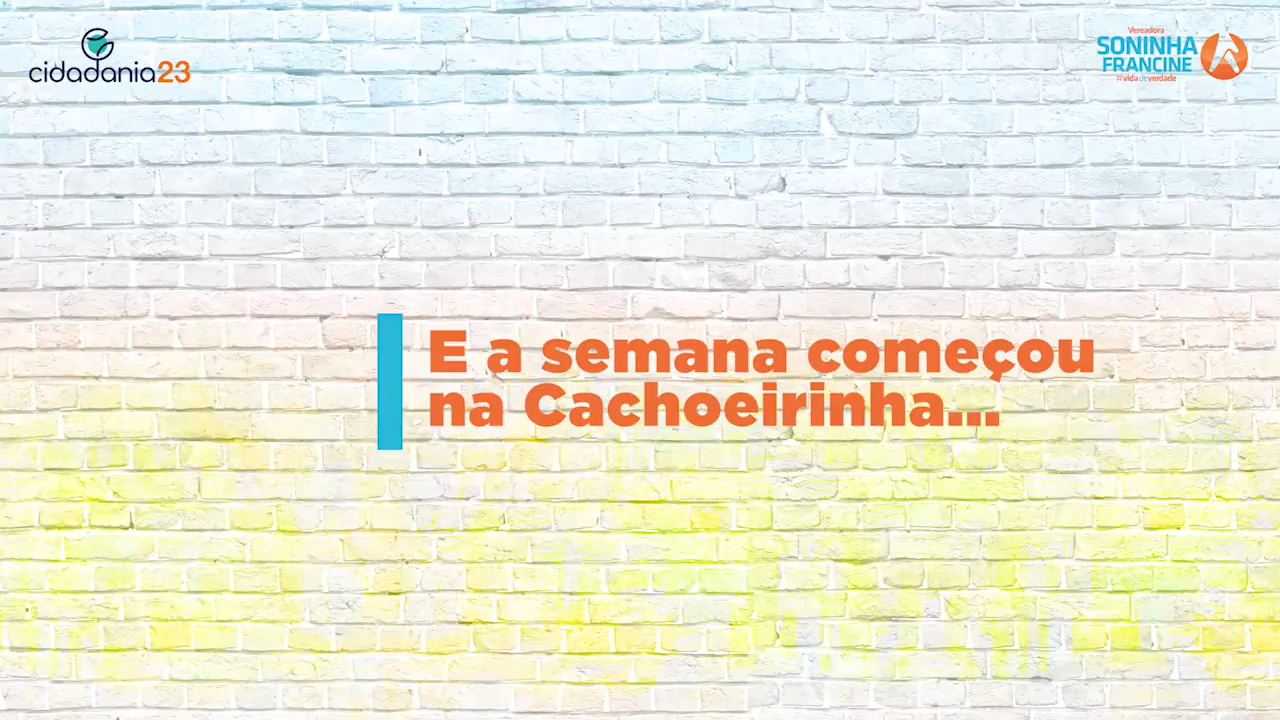 cidadania23
Vereadora
SONINHA
FRANCINE
#vidadeverdade
E a semana começou
na Cachoeirinha...